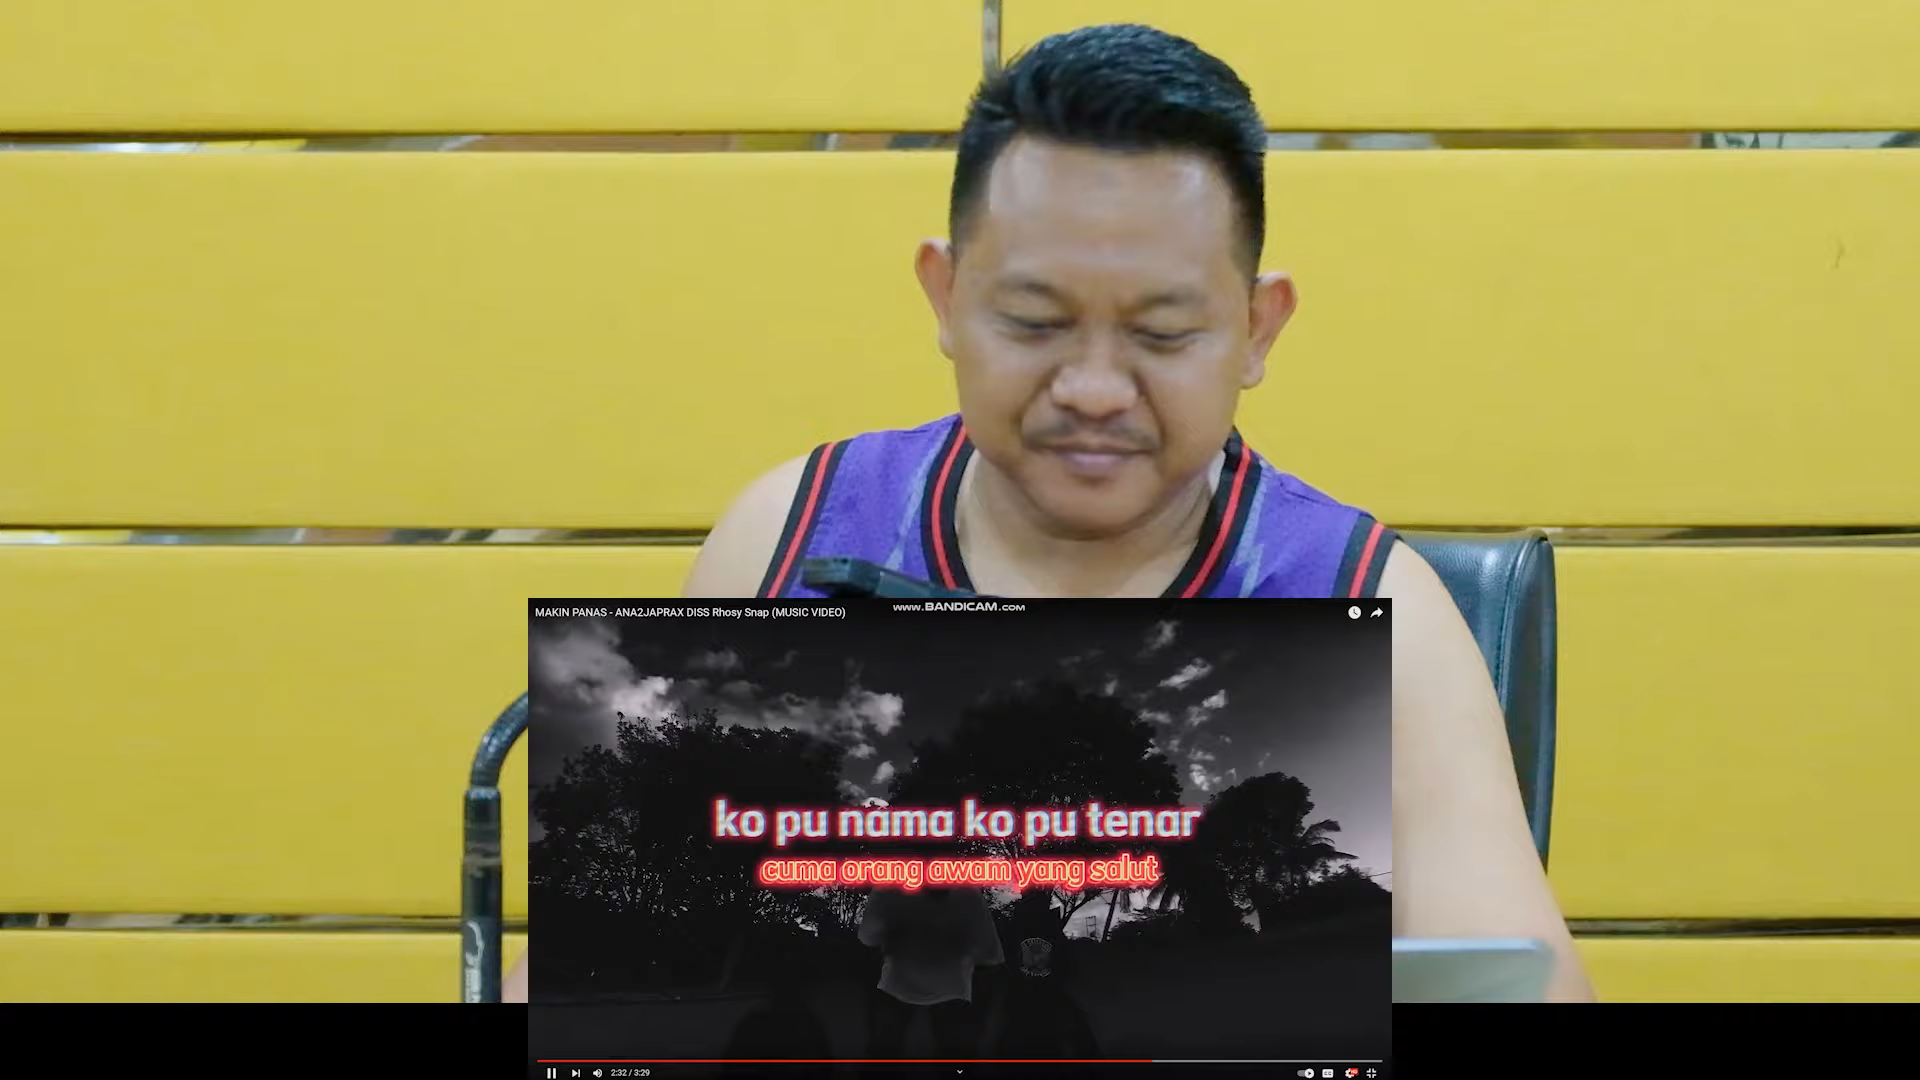 MAKIN PANAS - ANA2JAPRAX DISS Rhosy Snap (MUSIC VIDEO)
www.BANDICAM.com
ko pu nama ko pu tenar
cuma orang awam yang salut
2:32 / 3:29